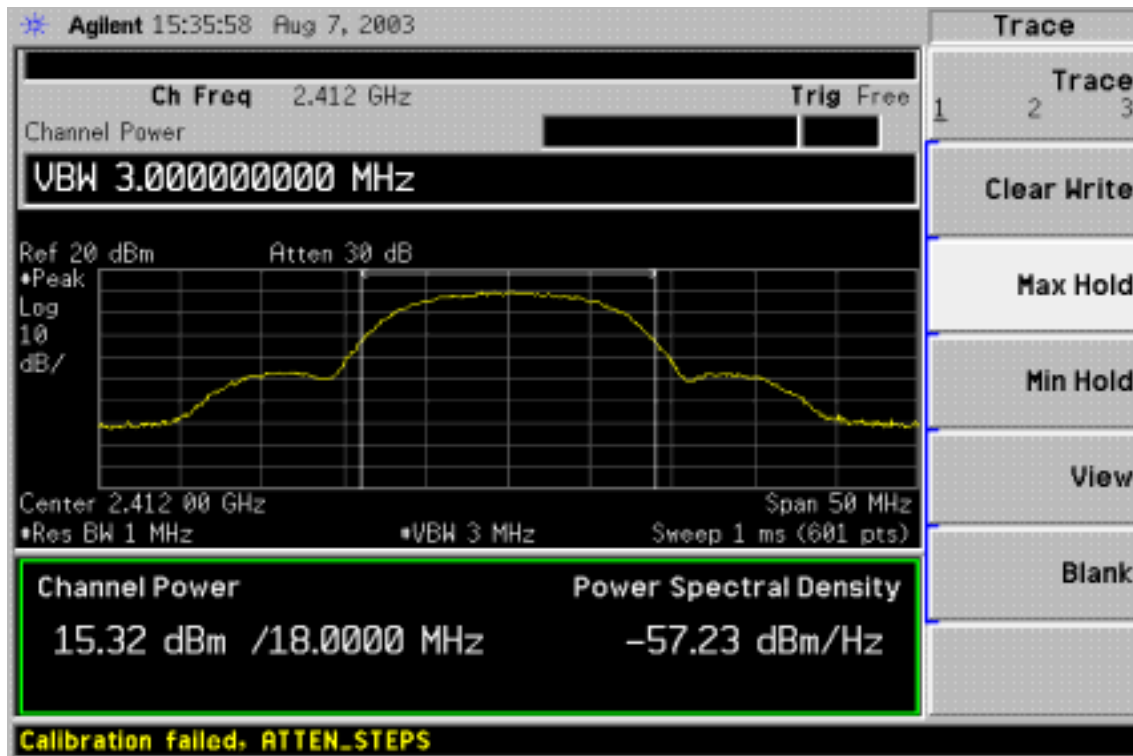 Agilent 15:35:58 Aug 7, 2003
Trace
Ch Freq 2.412 GHz Trig Free
Channel Power
VBW 3.000000000 MHz
Ref 20 dBm Atten 30 dB
#Peak
Log
10
dB/
Center 2.412 00 GHz Span 50 MHz
#Res BW 1 MHz #VBW 3 MHz Sweep 1 ms (601 pts)
Channel Power Power Spectral Density
15.32 dBm /18.0000 MHz -57.23 dBm/Hz
Calibration failed, ATTEN_STEPS
Trace
1 2 3
Clear Write
Max Hold
Min Hold
View
Blank